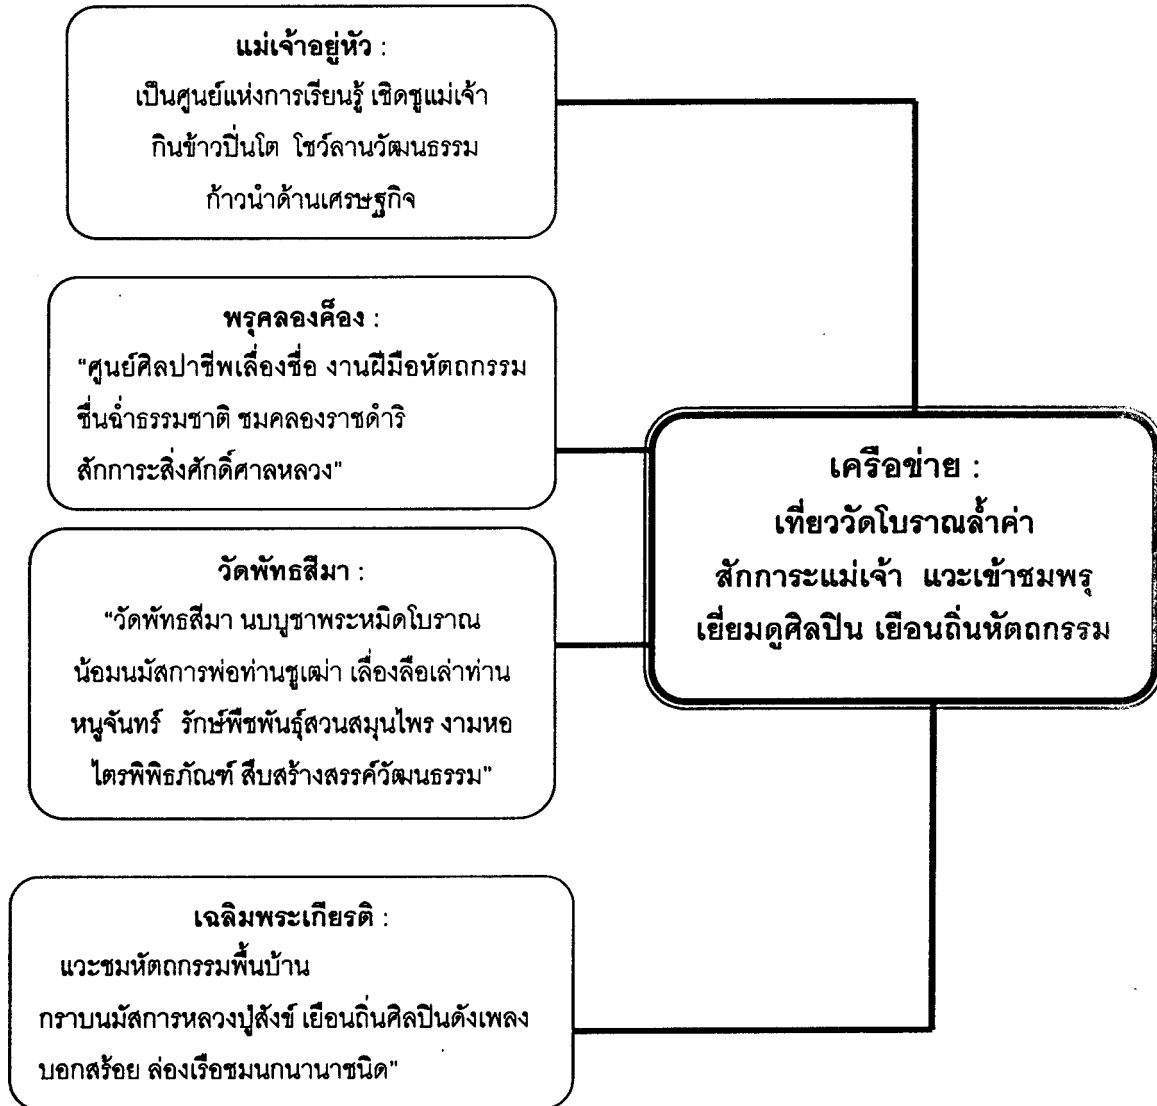 แม่เจ้าอยู่หัว :
เป็นศูนย์แห่งการเรียนรู้ เชิดชูแม่เจ้า
กินข้าวปิ่นโต โชว์ลานวัฒนธรรม
ก้าวนำด้านเศรษฐกิจ
พรุคลองค็อง :
"ศูนย์ศิลปาชีพเลื่องชื่อ งานฝีมือหัตถกรรม
ชื่นฉ่ำธรรมชาติ ชมคลองราชดำริ
สักการะสิ่งศักดิ์ศาลหลวง"
วัดพัทธสีมา :
"วัดพัทธสีมา นบบูชาพระหมิดโบราณ
น้อมนมัสการพ่อท่านชูเฒ่า เลื่องลือเล่าท่าน
หนูจันทร์ รักษ์พืชพันธุ์สวนสมุนไพร งามหอ
ไตรพิพิธภัณฑ์ สืบสร้างสรรค์วัฒนธรรม"
เฉลิมพระเกียรติ :
แวะชมหัตถกรรมพื้นบ้าน
กราบนมัสการหลวงปู่สังข์ เยือนถิ่นศิลปินดังเพลง
บอกสร้อย ล่องเรือชมนกนานาชนิด"
เครือข่าย :
เที่ยววัดโบราณล้ำค่า
สักการะแม่เจ้า แวะเข้าชมพรุ
เยี่ยมดูศิลปิน เยือนถิ่นหัตถกรรม